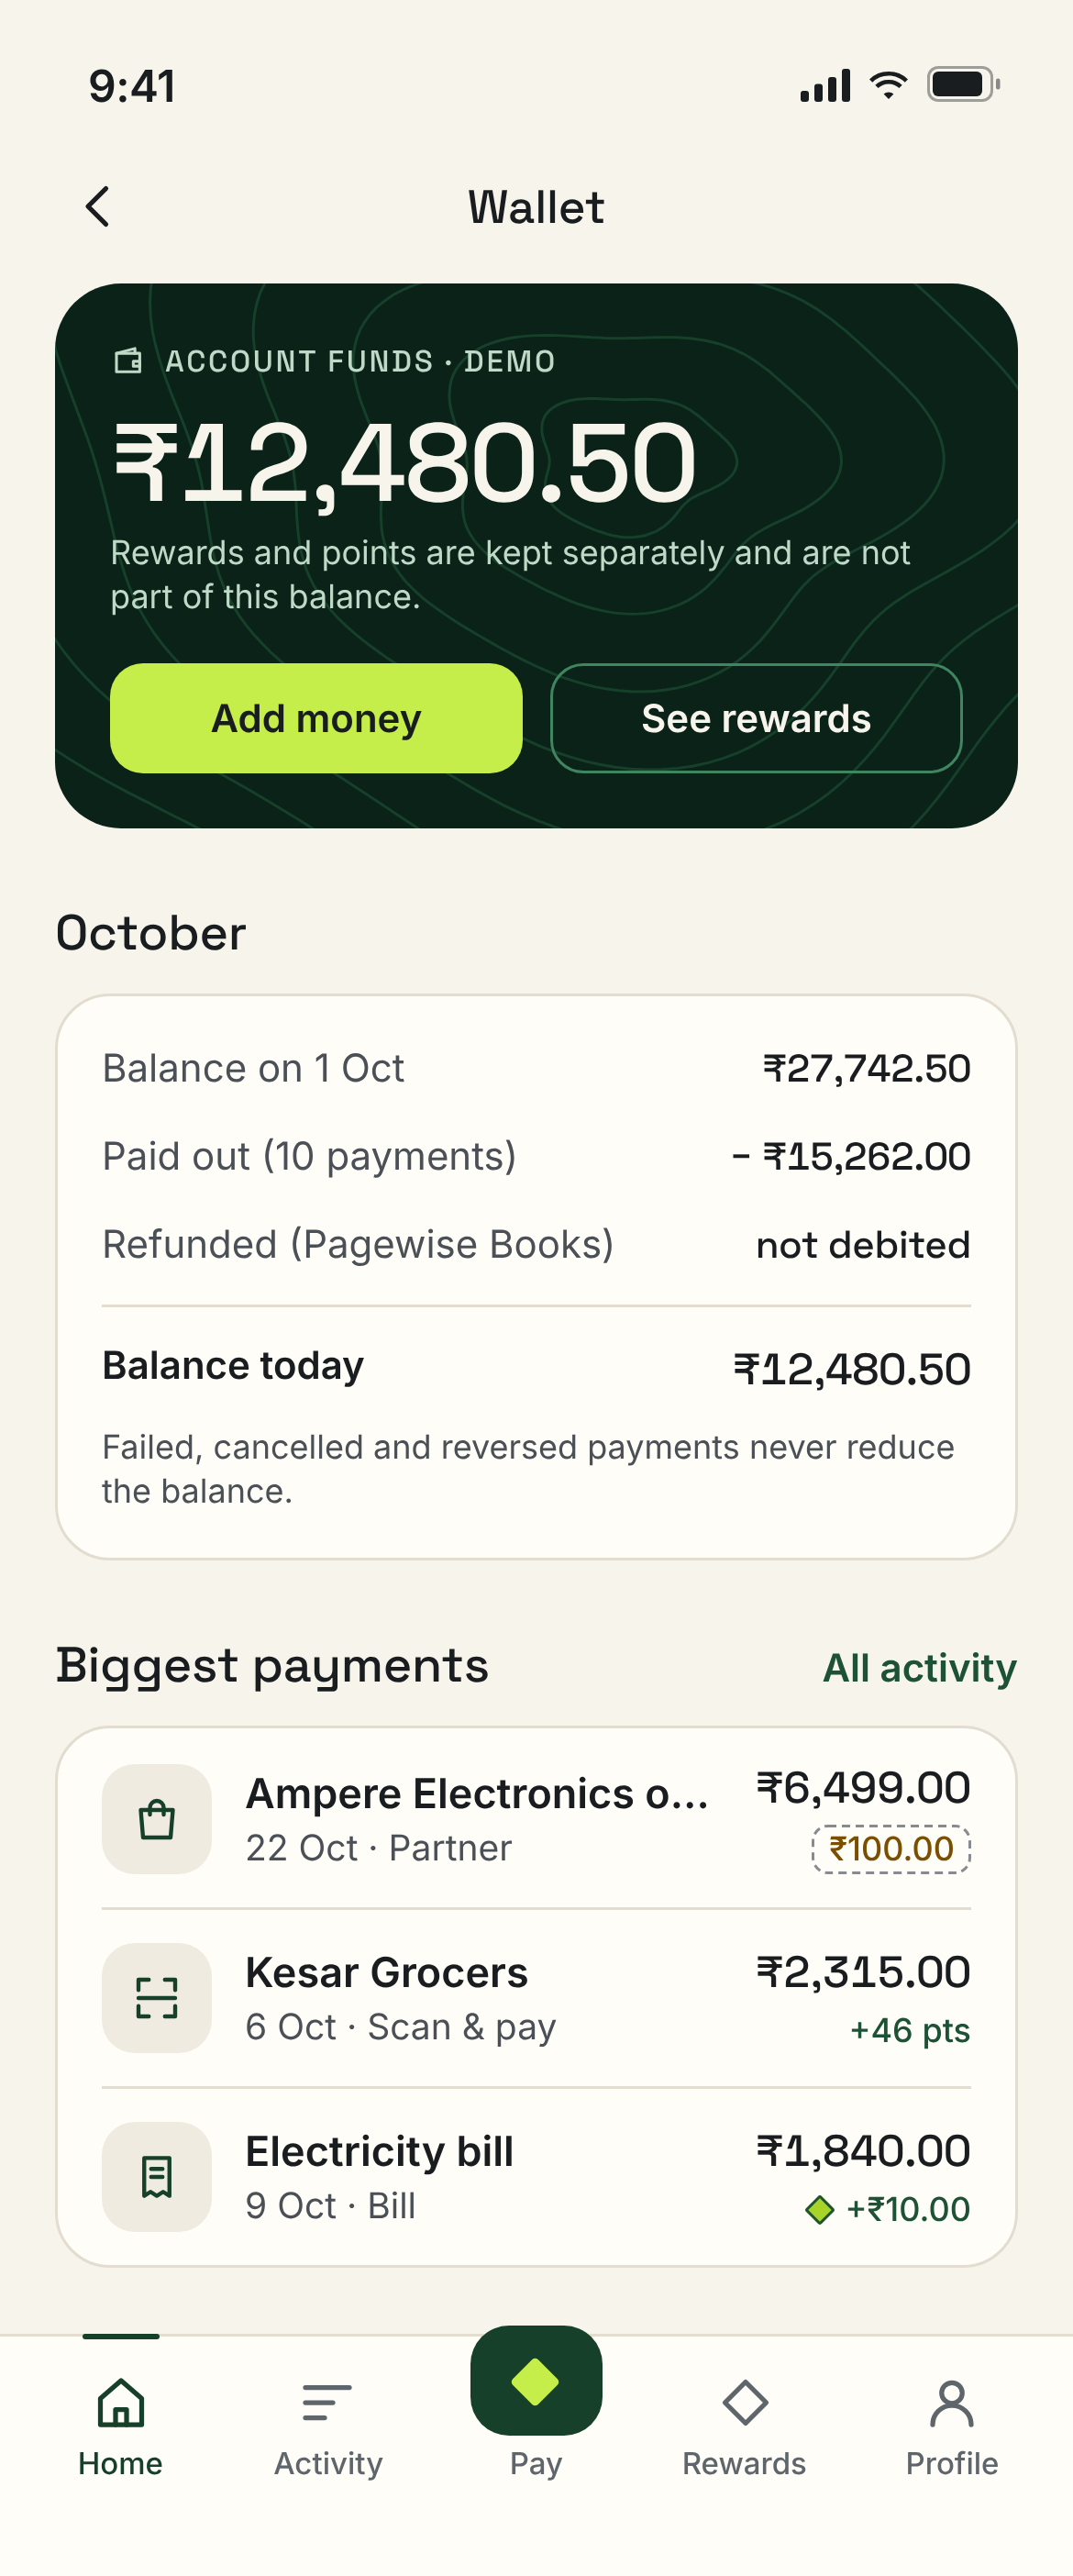 9:41
Wallet
ACCOUNT FUNDS · DEMO
₹12,480.50
Rewards and points are kept separately and are not
part of this balance.
Add money
See rewards
October
Balance on 1 Oct
₹27,742.50
Paid out (10 payments)
− ₹15,262.00
Refunded (Pagewise Books)
not debited
Balance today
₹12,480.50
Failed, cancelled and reversed payments never reduce
the balance.
Biggest payments
All activity
Ampere Electronics o...
₹6,499.00
22 Oct · Partner
₹100.00
Kesar Grocers
₹2,315.00
6 Oct · Scan & pay
+46 pts
Electricity bill
₹1,840.00
9 Oct · Bill
+₹10.00
Home
Activity
Pay
Rewards
Profile